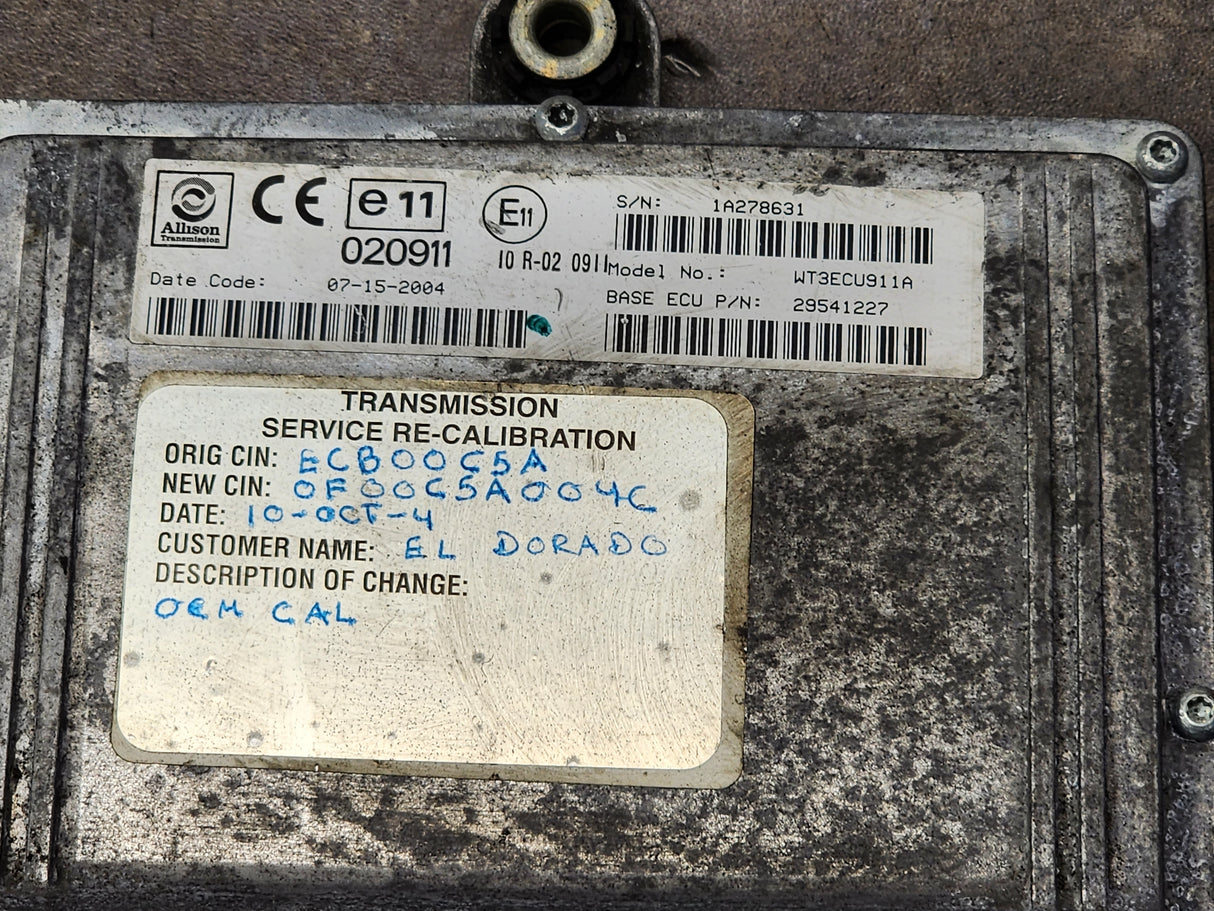 Allison
Transmission
CE
e11
020911
E11
10 R-02 0911
S/N: 1A278631
Model No.: WT3ECU911A
BASE ECU P/N: 29541227
Date Code: 07-15-2004
TRANSMISSION
SERVICE RE-CALIBRATION
ORIG CIN: ECB00C5A
NEW CIN: 0F00C5A004C
DATE: 10-OCT-4
CUSTOMER NAME: EL DORADO
DESCRIPTION OF CHANGE:
OEM CAL